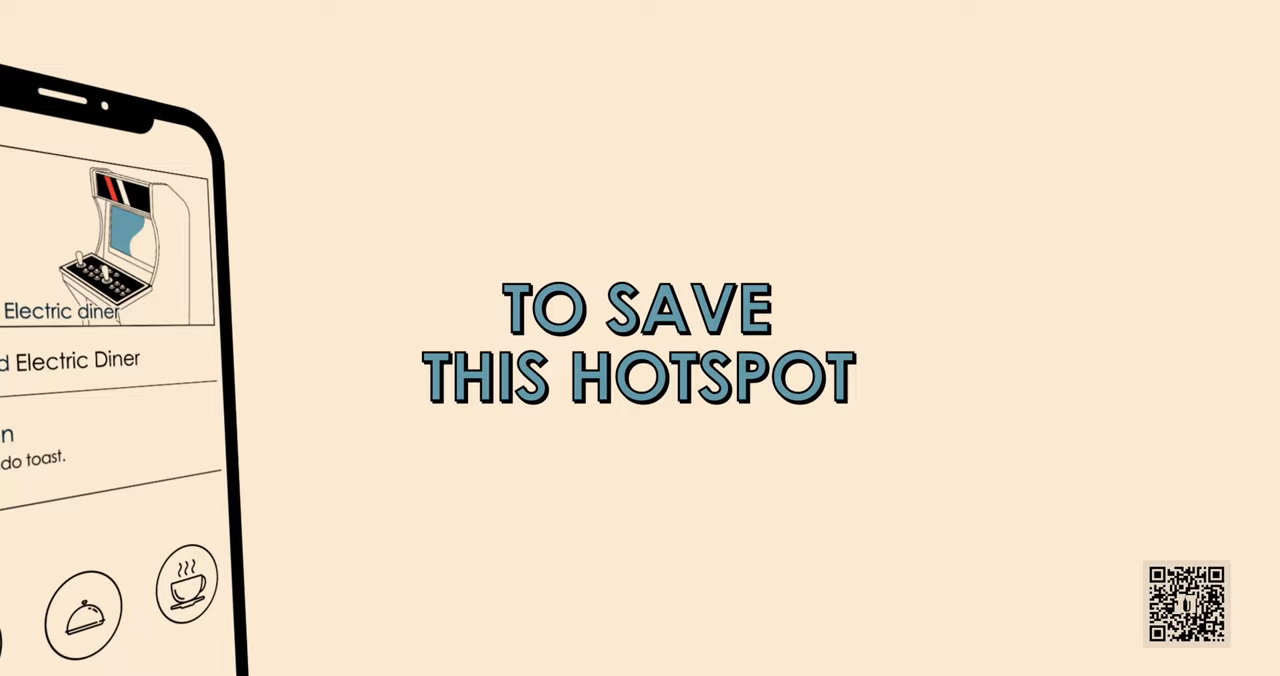 Electric diner
Electric Diner
do toast.
TO SAVE
THIS HOTSPOT